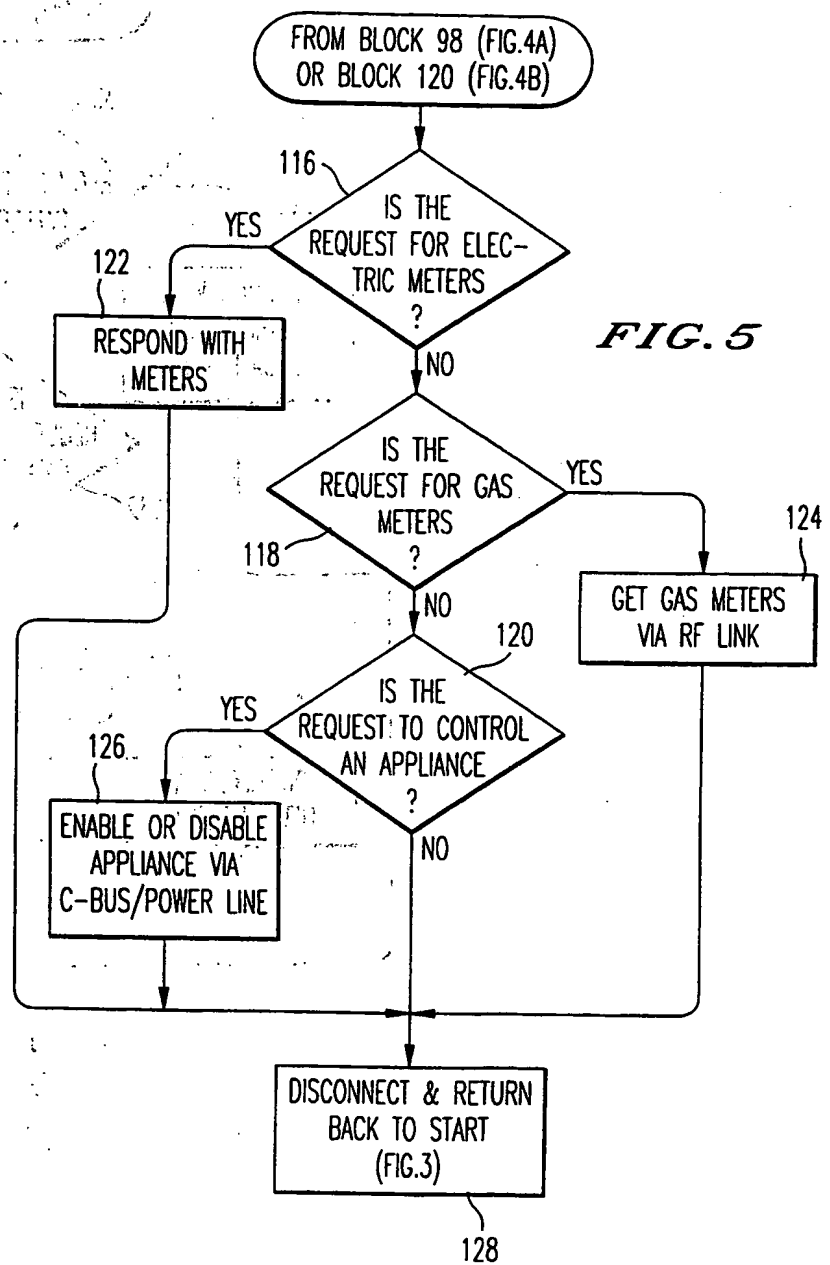 FROM BLOCK 98 (FIG.4A)
OR BLOCK 120 (FIG.4B)
116
IS THE
REQUEST FOR ELEC-
TRIC METERS
?
YES
NO
122
RESPOND WITH
METERS
FIG. 5
IS THE
REQUEST FOR GAS
METERS
?
118
YES
NO
124
GET GAS METERS
VIA RF LINK
120
IS THE
REQUEST TO CONTROL
AN APPLIANCE
?
YES
NO
126
ENABLE OR DISABLE
APPLIANCE VIA
C-BUS/POWER LINE
DISCONNECT & RETURN
BACK TO START
(FIG.3)
128